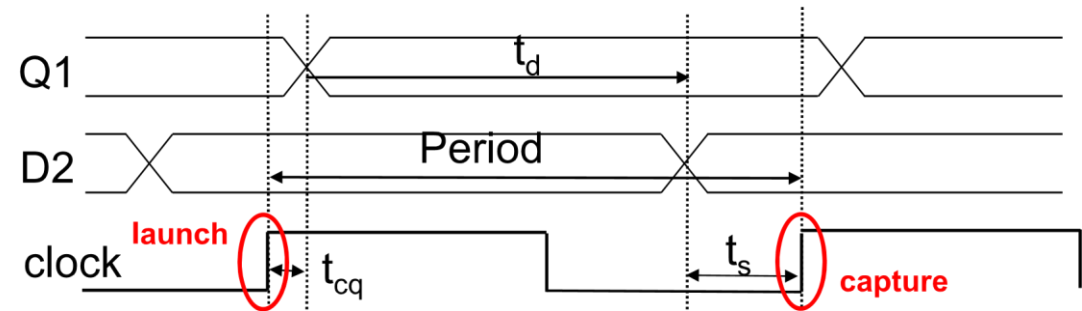 Q1
t_d
D2
Period
launch
clock
t_cq
t_s
capture